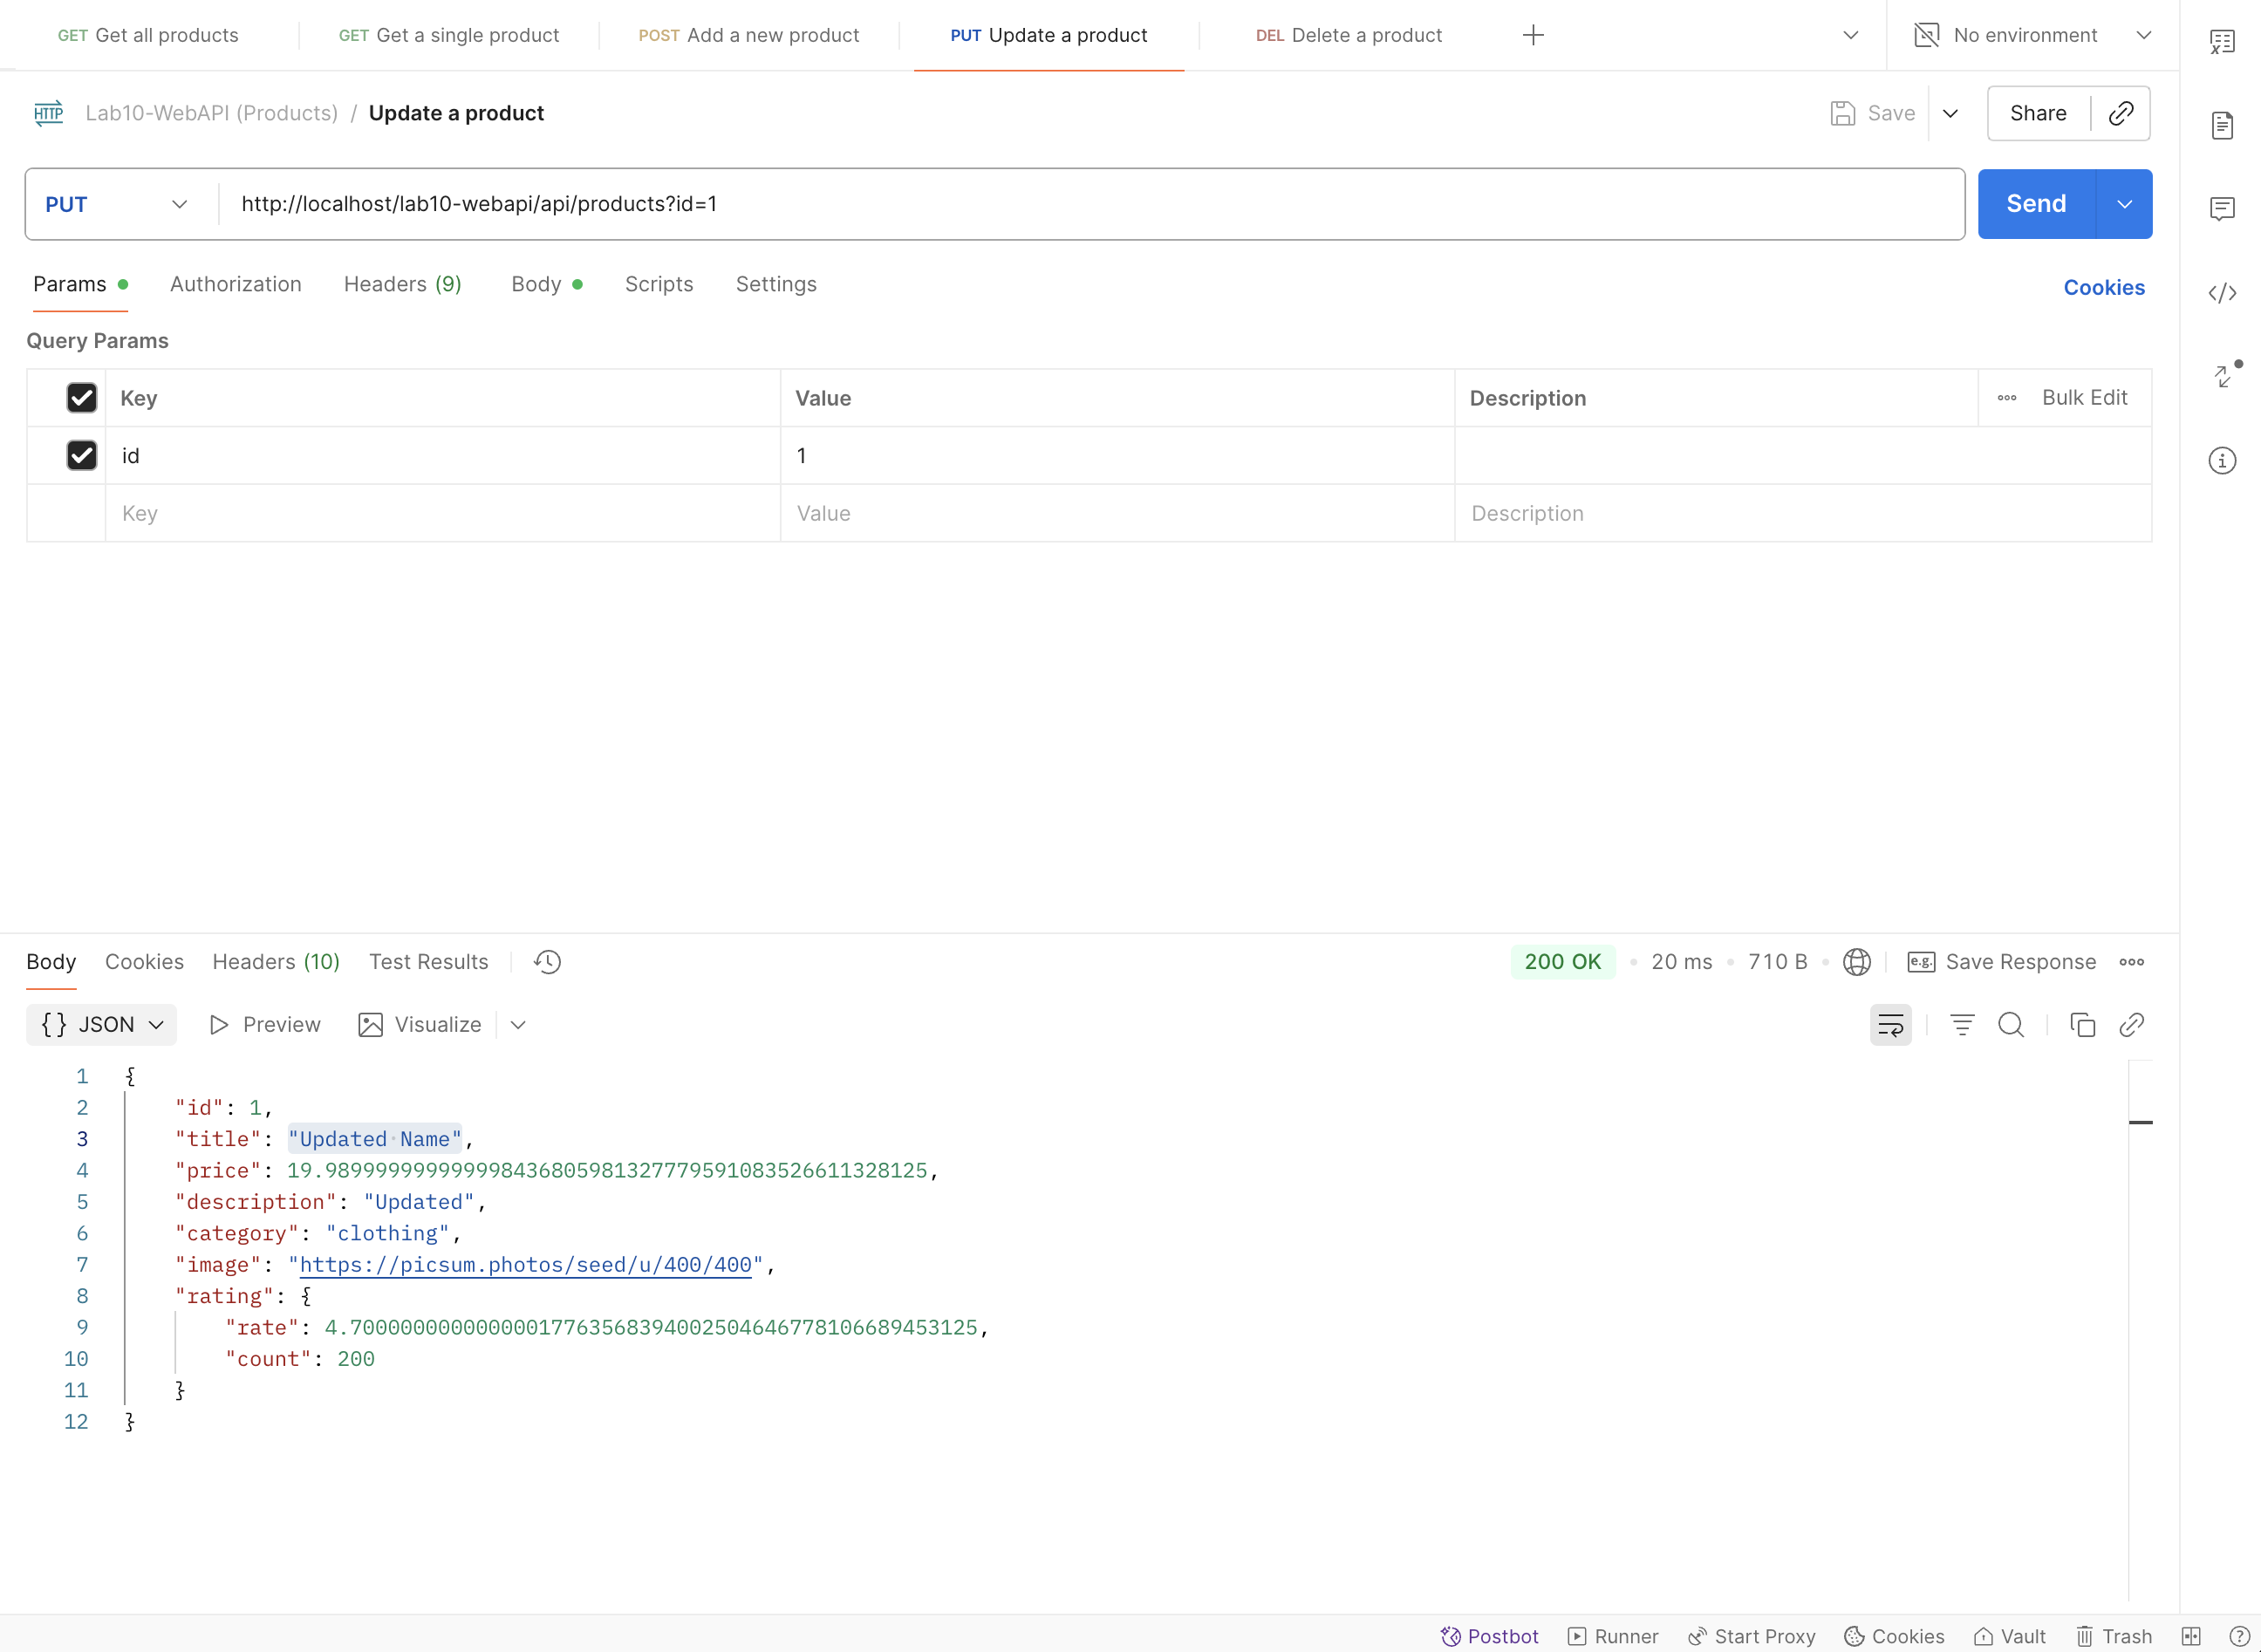 GET Get all products
GET Get a single product
POST Add a new product
PUT Update a product
DEL Delete a product
No environment
HTTP
Lab10-WebAPI (Products) / Update a product
Save
Share
PUT
http://localhost/lab10-webapi/api/products?id=1
Send
Params
Authorization
Headers (9)
Body
Scripts
Settings
Cookies
Query Params
Key Value Description
Bulk Edit
id 1
Key Value Description
Body
Cookies
Headers (10)
Test Results
200 OK
20 ms
710 B
e.g. Save Response
{} JSON
Preview
Visualize
1 {
2 "id": 1,
3 "title": "Updated Name",
4 "price": 19.989999999999998436805981327779591083526611328125,
5 "description": "Updated",
6 "category": "clothing",
7 "image": "https://picsum.photos/seed/u/400/400",
8 "rating": {
9 "rate": 4.70000000000000017763568394002504646778106689453125,
10 "count": 200
11 }
12 }
Postbot
Runner
Start Proxy
Cookies
Vault
Trash